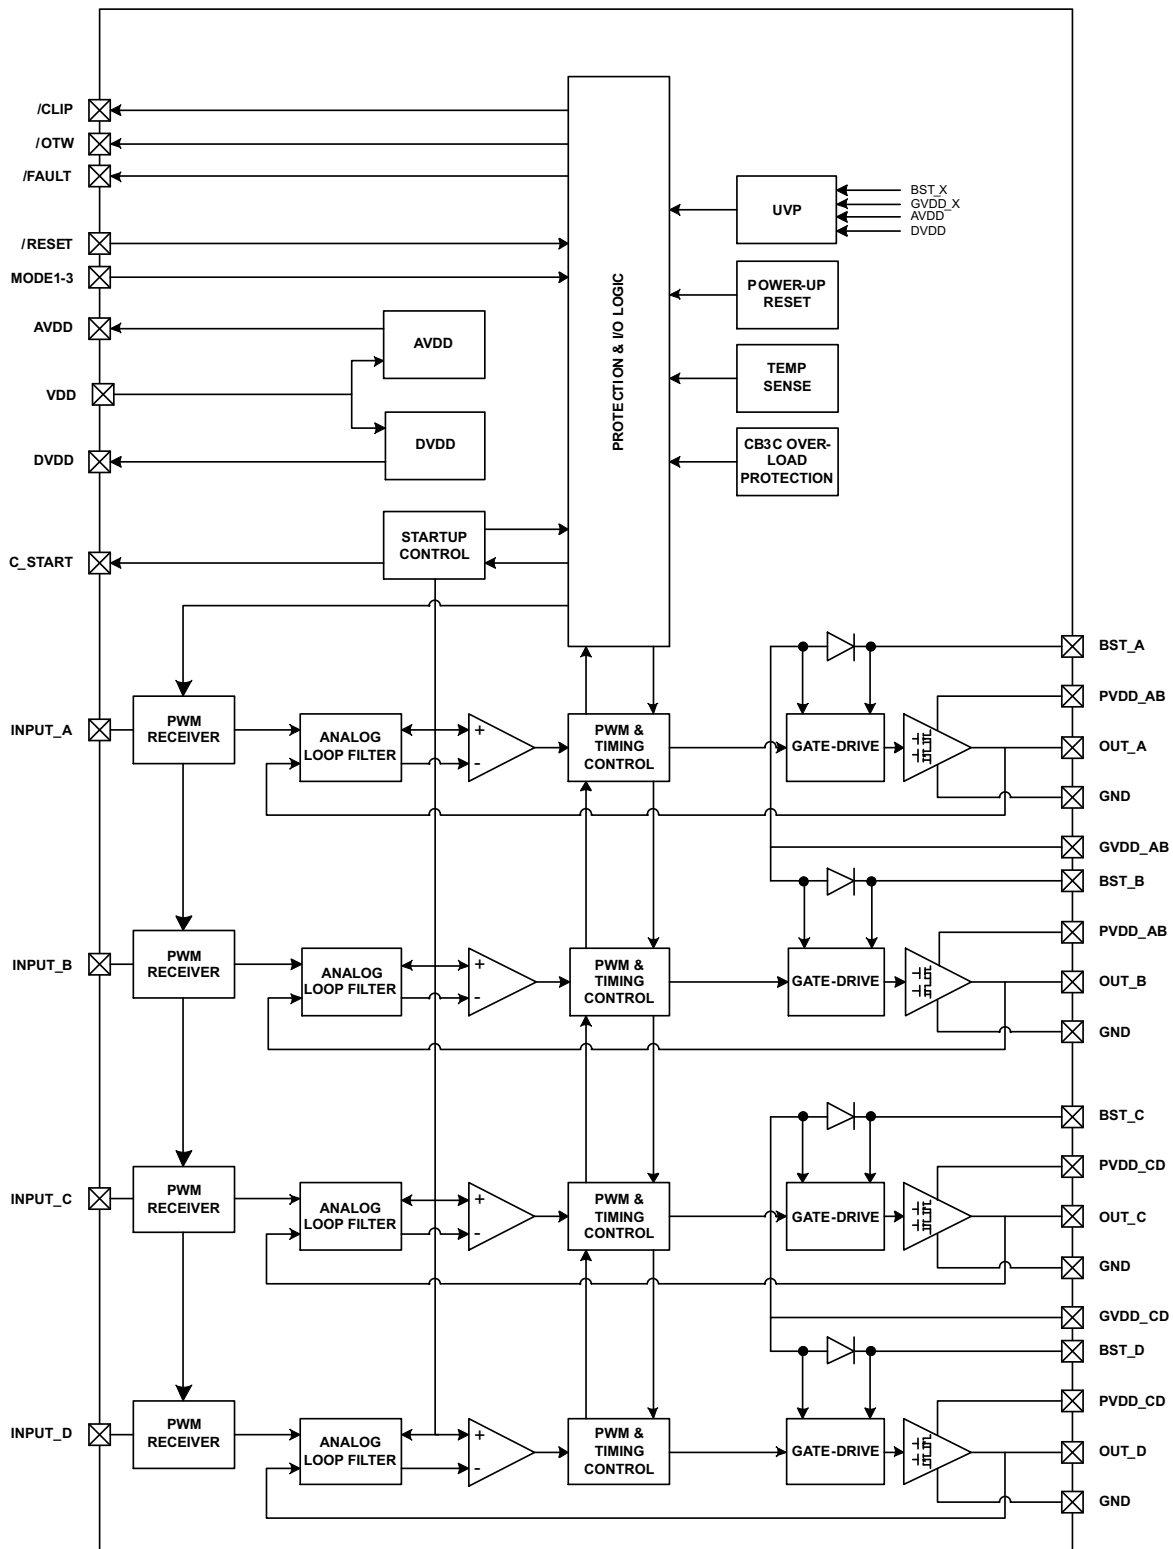 /CLIP
/OTW
/FAULT
/RESET
MODE1-3
AVDD
VDD
DVDD
C_START
AVDD
DVDD
STARTUP
CONTROL
PROTECTION & I/O LOGIC
UVP
BST_X
GVDD_X
AVDD
DVDD
POWER-UP
RESET
TEMP
SENSE
CB3C OVER-
LOAD
PROTECTION
INPUT_A
PWM
RECEIVER
ANALOG
LOOP FILTER
+
-
PWM &
TIMING
CONTROL
GATE-DRIVE
BST_A
PVDD_AB
OUT_A
GND
GVDD_AB
INPUT_B
PWM
RECEIVER
ANALOG
LOOP FILTER
+
-
PWM &
TIMING
CONTROL
GATE-DRIVE
BST_B
PVDD_AB
OUT_B
GND
INPUT_C
PWM
RECEIVER
ANALOG
LOOP FILTER
+
-
PWM &
TIMING
CONTROL
GATE-DRIVE
BST_C
PVDD_CD
OUT_C
GND
GVDD_CD
INPUT_D
PWM
RECEIVER
ANALOG
LOOP FILTER
+
-
PWM &
TIMING
CONTROL
GATE-DRIVE
BST_D
PVDD_CD
OUT_D
GND